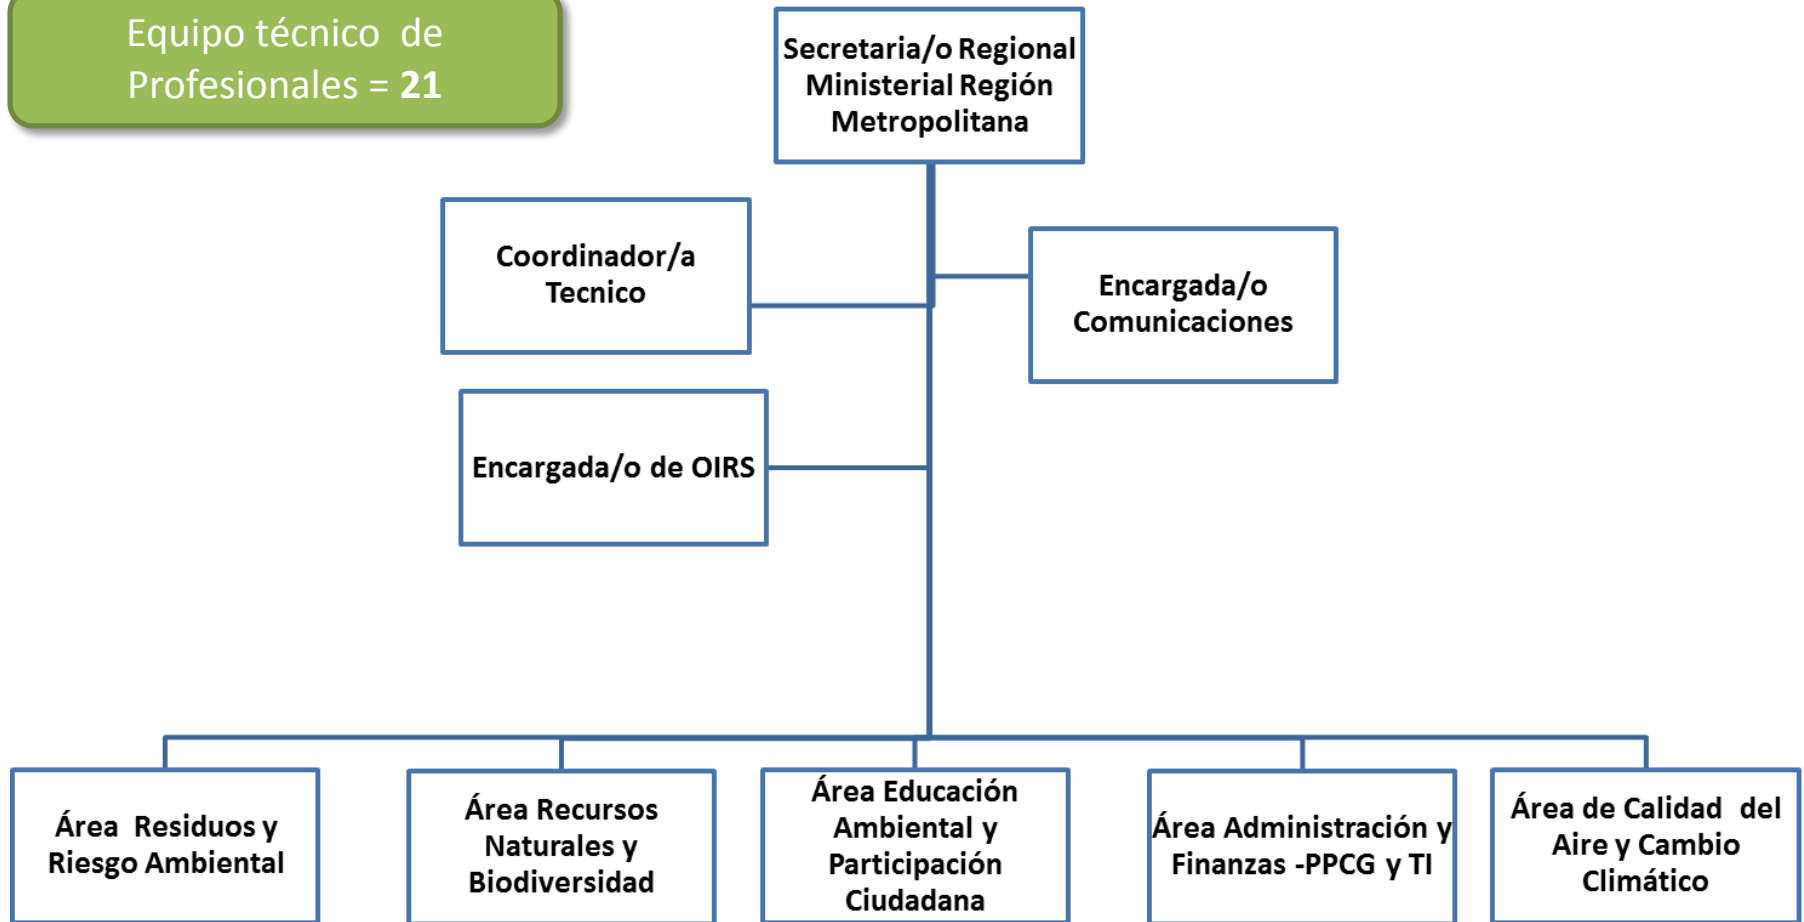 Equipo técnico de
Profesionales = 21
Secretaria/o Regional
Ministerial Región
Metropolitana
Coordinador/a
Tecnico
Encargada/o
Comunicaciones
Encargada/o de OIRS
Área Residuos y
Riesgo Ambiental
Área Recursos
Naturales y
Biodiversidad
Área Educación
Ambiental y
Participación
Ciudadana
Área Administración y
Finanzas -PPCG y TI
Área de Calidad del
Aire y Cambio
Climático